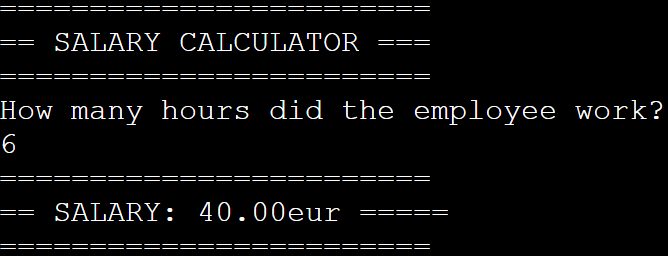 ========================
== SALARY CALCULATOR ===
========================
How many hours did the employee work?
6
========================
== SALARY: 40.00eur =====
========================